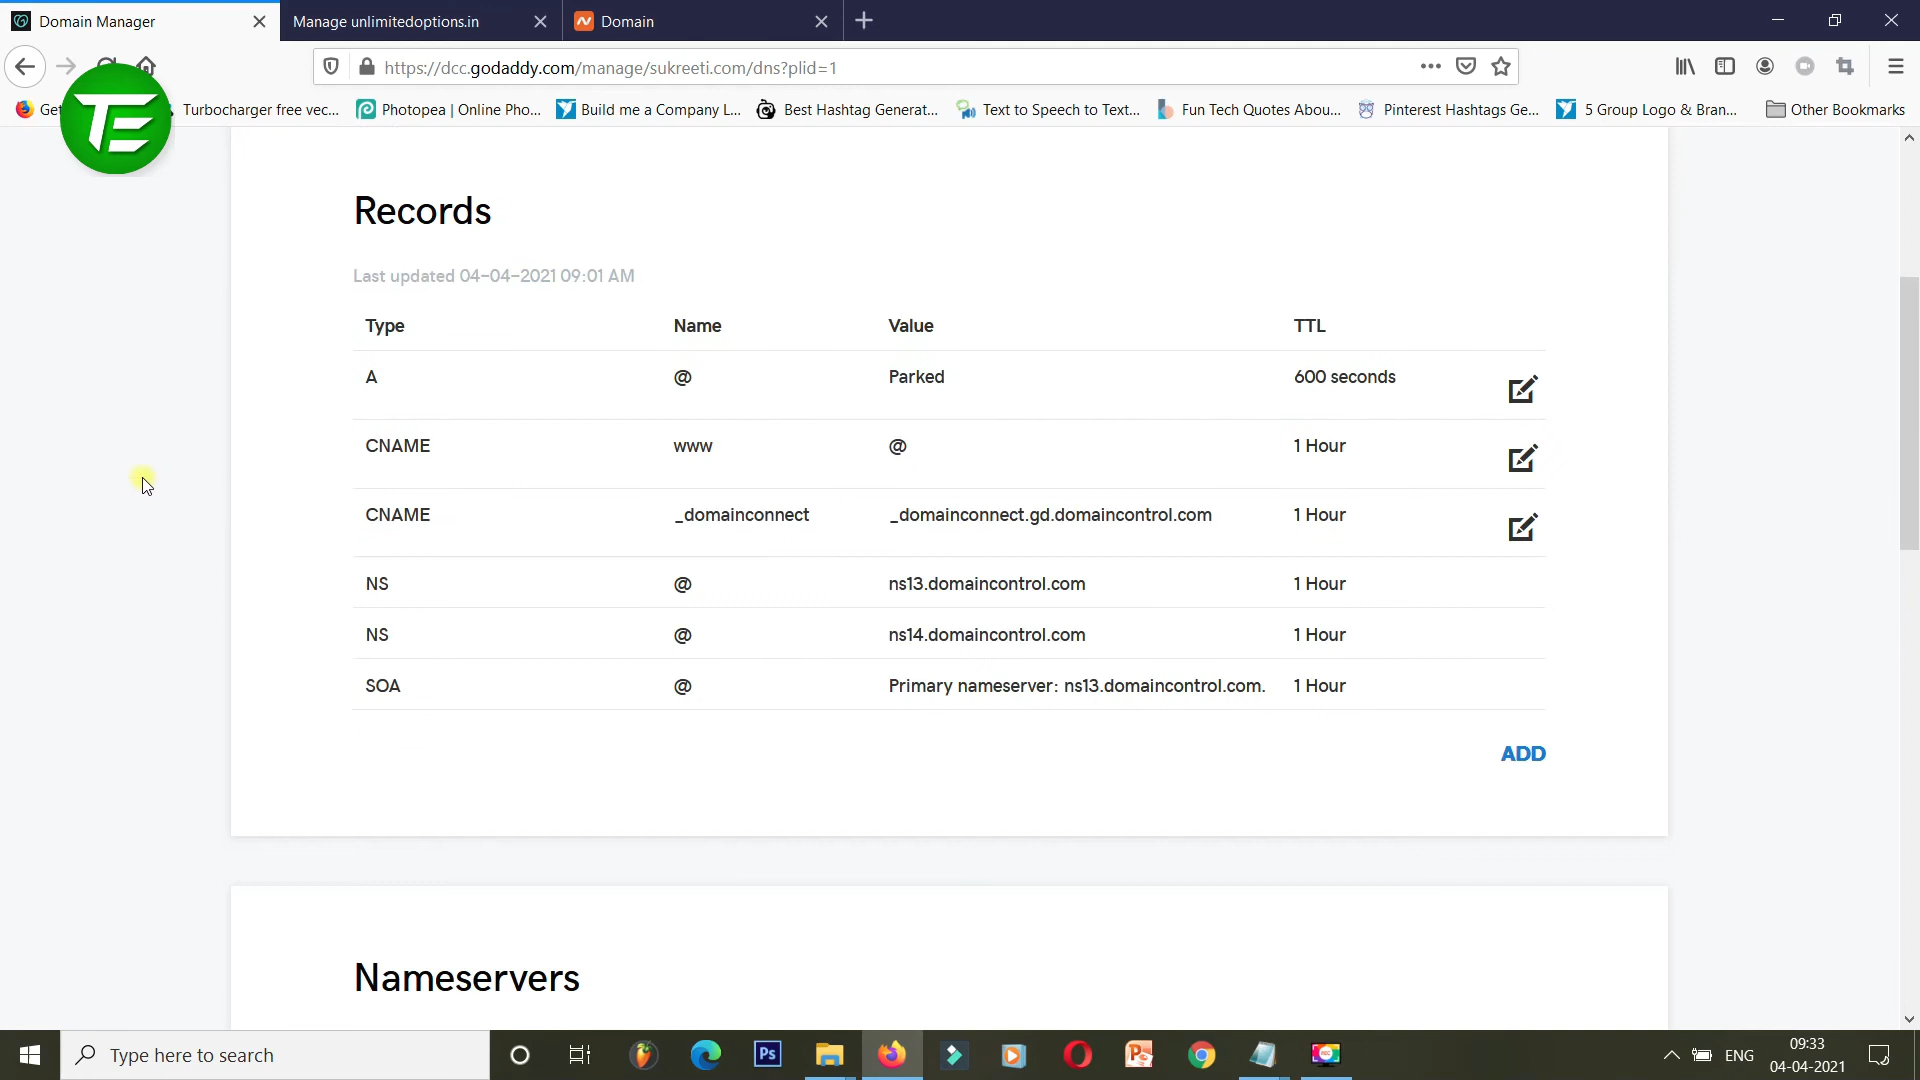 Domain Manager
Manage unlimitedoptions.in
Domain
https://dcc.godaddy.com/manage/sukreeti.com/dns?plid=1
Turbocharger free vec...
Photopea | Online Pho...
Build me a Company L...
Best Hashtag Generat...
Text to Speech to Text...
Fun Tech Quotes Abou...
Pinterest Hashtags Ge...
5 Group Logo & Bran...
Other Bookmarks
TE
Records
Last updated 04-04-2021 09:01 AM
Type Name Value TTL
A @ Parked 600 seconds
CNAME www @ 1 Hour
CNAME _domainconnect _domainconnect.gd.domaincontrol.com 1 Hour
NS @ ns13.domaincontrol.com 1 Hour
NS @ ns14.domaincontrol.com 1 Hour
SOA @ Primary nameserver: ns13.domaincontrol.com. 1 Hour
ADD
Nameservers
Type here to search
Ps
ENG
09:33
04-04-2021